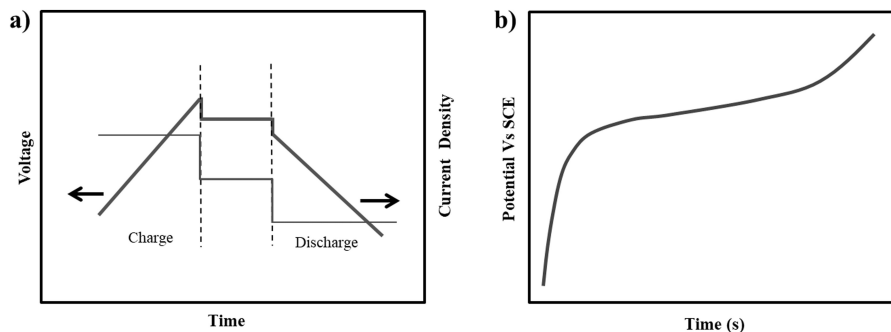 a)
Voltage
Charge
Discharge
Current Density
Time
b)
Potential Vs SCE
Time (s)